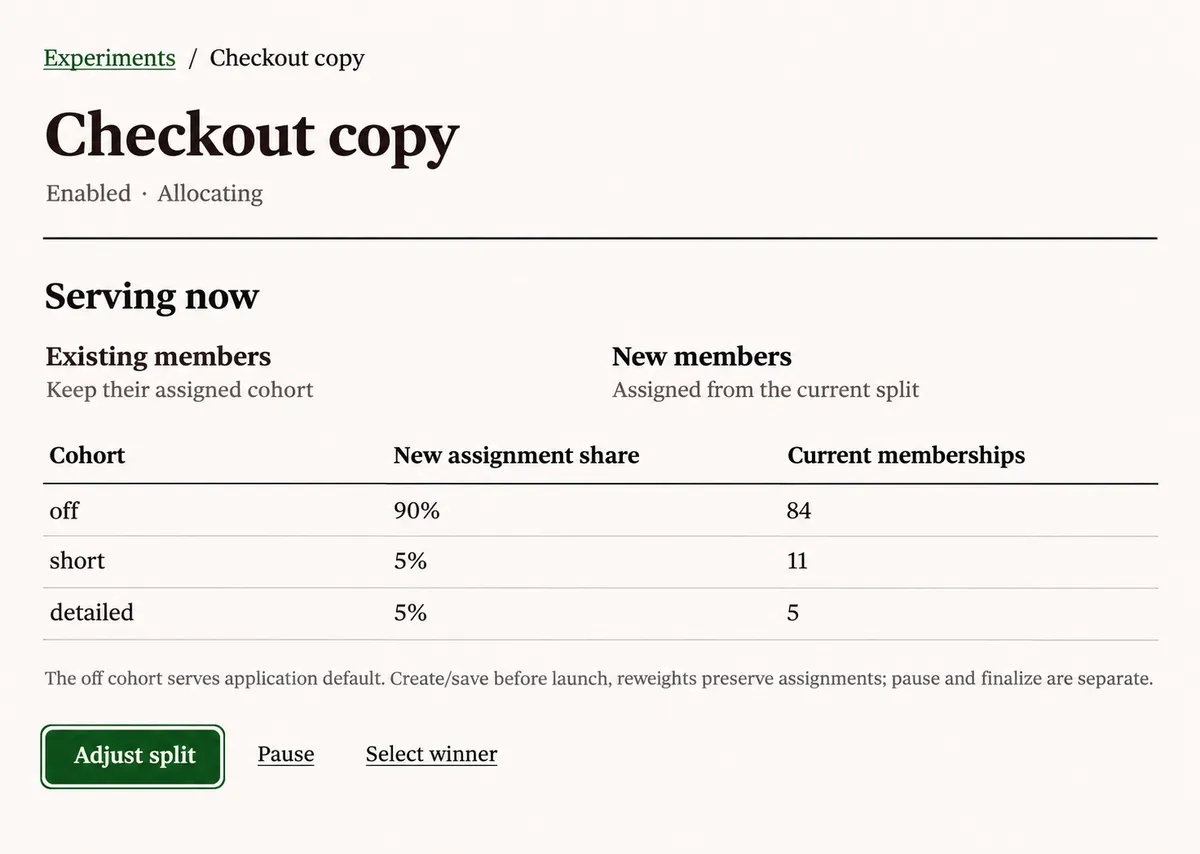 Experiments / Checkout copy
Checkout copy
Enabled · Allocating
Serving now
Existing members
Keep their assigned cohort
New members
Assigned from the current split
Cohort New assignment share Current memberships
off 90% 84
short 5% 11
detailed 5% 5
The off cohort serves application default. Create/save before launch, reweights preserve assignments; pause and finalize are separate.
Adjust split Pause Select winner